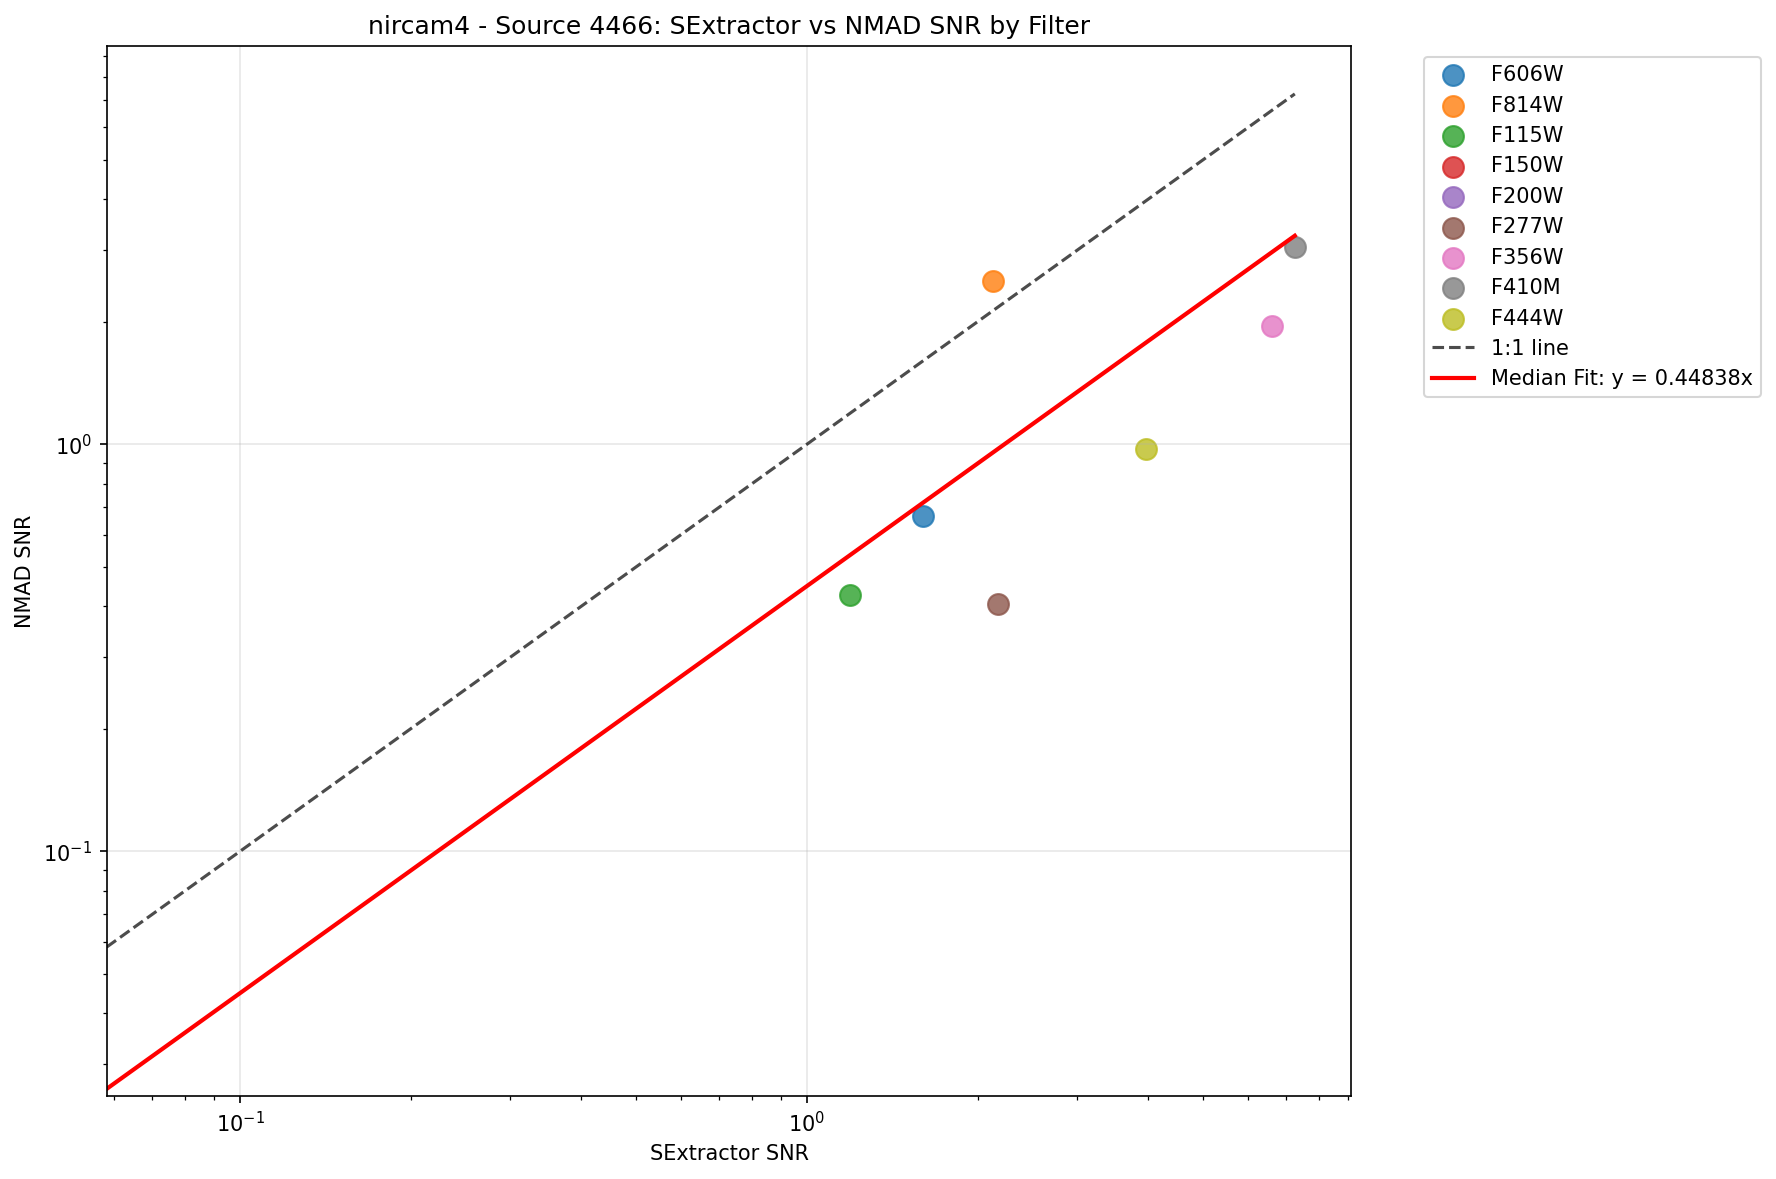 nircam4 - Source 4466: SExtractor vs NMAD SNR by Filter
F606W
F814W
F115W
F150W
F200W
F277W
F356W
F410M
F444W
1:1 line
Median Fit: y = 0.44838x
NMAD SNR
10⁰
10⁻¹
10⁻¹
10⁰
SExtractor SNR